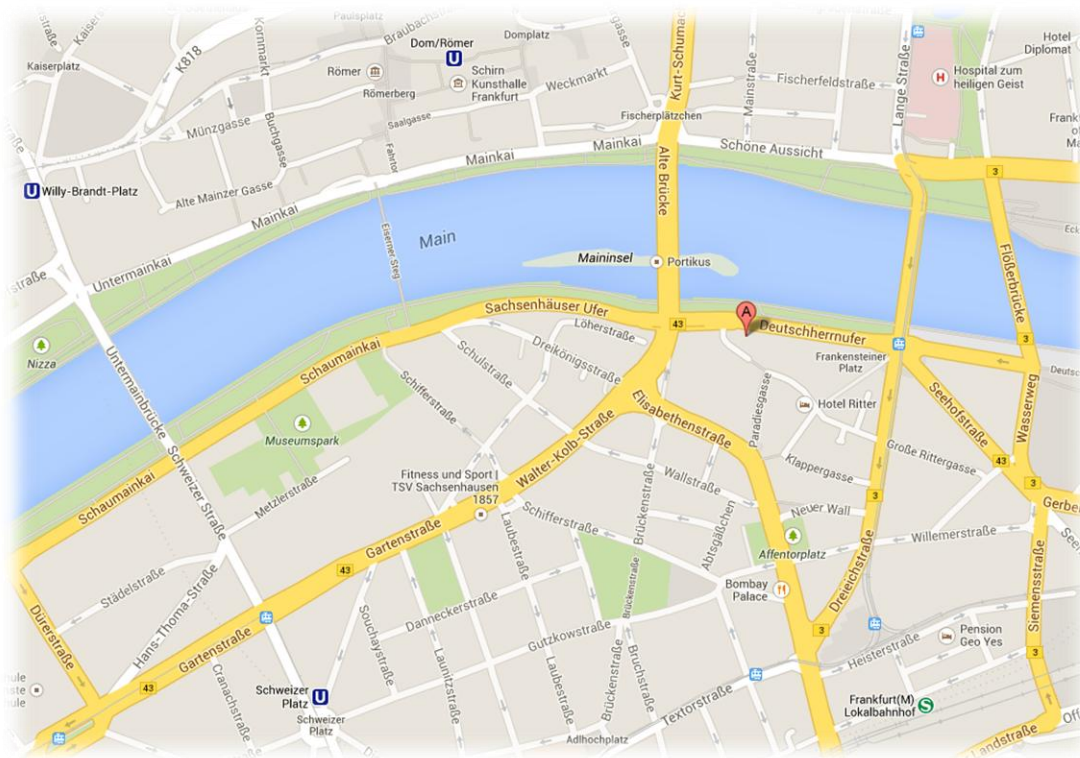 Paulsplatz
Braubachstraße
Domplatz
Kornmarkt
K818
Kaiserplatz
Dom/Römer
U
Römer
Schirn
Kunsthalle
Frankfurt
Römerberg
Weckmarkt
Kurt-Schumac
Mainstraße
Fischerfeldstraße
Lange Straße
Hotel
Diplomat
H
Hospital zum
heiligen Geist
Münzgasse
Buchgasse
Saalgasse
Fahrtor
Fischerplätzchen
Mainkai
Mainkai
Schöne Aussicht
U
Willy-Brandt-Platz
Alte Mainzer Gasse
Mainkai
Untermainkai
Alte Brücke
3
Eiserner Steg
Main
Maininsel
Portikus
Flößerbrücke
Nizza
Untermainbrücke
Sachsenhäuser Ufer
Löherstraße
43
A
Deutschherrnufer
3
Schaumainkai
Schulstraße
Dreikönigsstraße
Frankensteiner
Platz
Schifferstraße
Elisabethenstraße
Paradiesgasse
Hotel Ritter
Seehofstraße
Wasserweg
Museumspark
Schweizer Straße
Walter-Kolb-Straße
Große Rittergasse
43
Fitness und Sport |
TSV Sachsenhausen
1857
Wallstraße
Klappergasse
3
3
Metzlerstraße
Schaumainkai
Brückenstraße
Neuer Wall
Gartenstraße
Laubestraße
Schifferstraße
Abtsgäßchen
Affentorplatz
Willemerstraße
43
Städelstraße
Hans-Thoma-Straße
Brückenstraße
Bombay
Palace
Dreieichstraße
Siemensstraße
Dürerstraße
Souchaystraße
Danneckerstraße
Gutzkowstraße
3
Pension
Geo Yes
Gartenstraße
Heisterstraße
3
Cranachstraße
43
Schweizer
Platz
U
Schweizer
Platz
Launitzstraße
Laubestraße
Brückenstraße
Bruchstraße
Textorstraße
Frankfurt(M)
Lokalbahnhof
S
Adlhochplatz
Landstraße